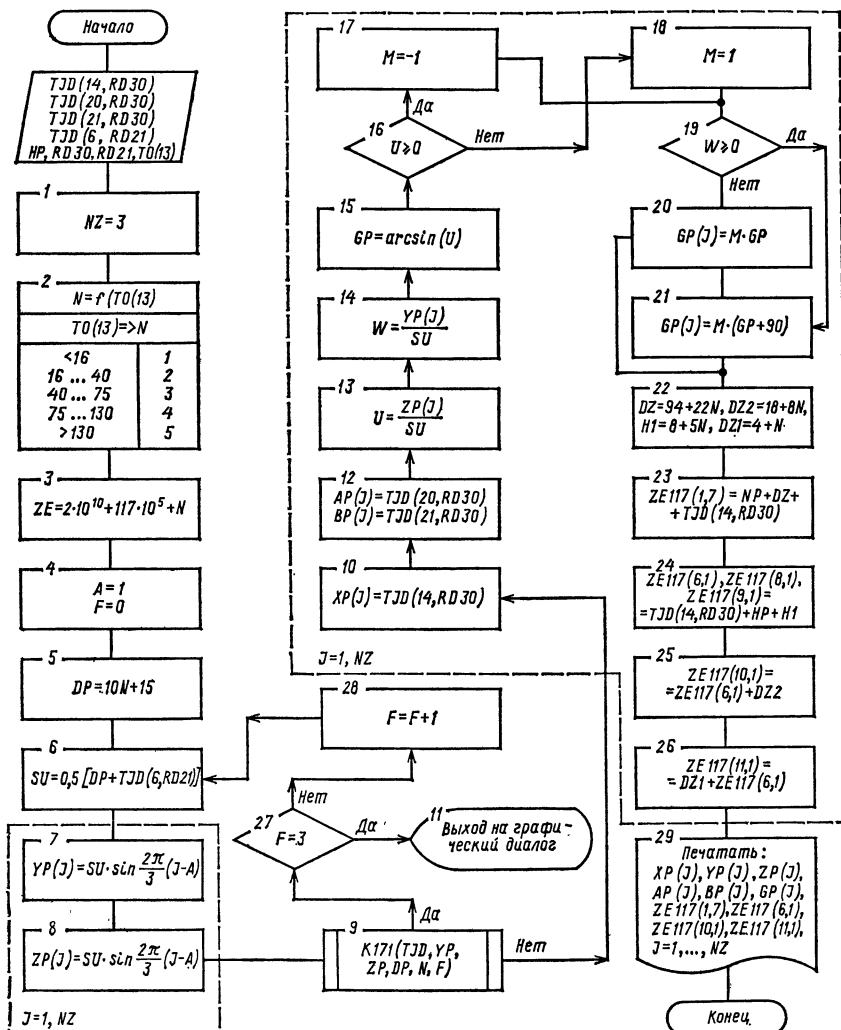 Начало
TJD(14,RD30)
TJD(20,RD30)
TJD(21,RD30)
TJD(6, RD21)
HP, RD30,RD21,TO(13)
1
NZ=3
2
N=f(TO(13)
TO(13)=>N
<16 1
16 ... 40 2
40 ... 75 3
75 ... 130 4
>130 5
3
ZE=2·10¹⁰+117·10⁵+N
4
A=1
F=0
5
DP=10N+15
6
SU=0,5[DP+TJD(6,RD21)]
7
YP(J)=SU·sin 2π/3 (J-A)
8
ZP(J)=SU·sin 2π/3 (J-A)
J=1, NZ
17
M=-1
Да
16
U≥0
Нет
15
GP=arcsin(U)
14
W=YP(J)/SU
13
U=ZP(J)/SU
12
AP(J)=TJD(20,RD30)
BP(J)=TJD(21,RD30)
10
XP(J)=TJD(14,RD30)
J=1, NZ
28
F=F+1
Нет
27
F=3
Да
11
Выход на графи-
ческий диалог
Да
9
K171(TJD,YP,
ZP,DP,N,F)
Нет
18
M=1
19
W≥0
Да
Нет
20
GP(J)=M·GP
21
GP(J)=M·(GP+90)
22
DZ=94+22N, DZ2=18+8N,
H1=8+5N, DZ1=4+N
23
ZE117(1,7)=NP+DZ+
+TJD(14,RD30)
24
ZE117(6,1),ZE117(8,1),
ZE117(9,1)=
=TJD(14,RD30)+HP+H1
25
ZE117(10,1)=
=ZE117(6,1)+DZ2
26
ZE117(11,1)=
=DZ1+ZE117(6,1)
29
Печатать:
XP(J),YP(J),ZP(J),
AP(J),BP(J),GP(J),
ZE117(1,7),ZE117(6,1),
ZE117(10,1),ZE117(11,1),
J=1,..., NZ
Конец